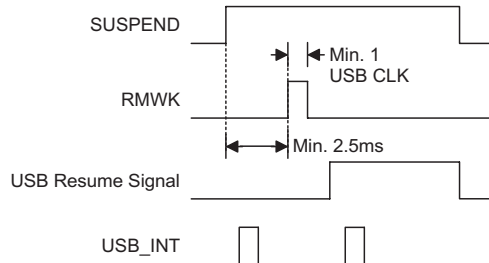 SUSPEND
Min. 1
USB CLK
RMWK
Min. 2.5ms
USB Resume Signal
USB_INT